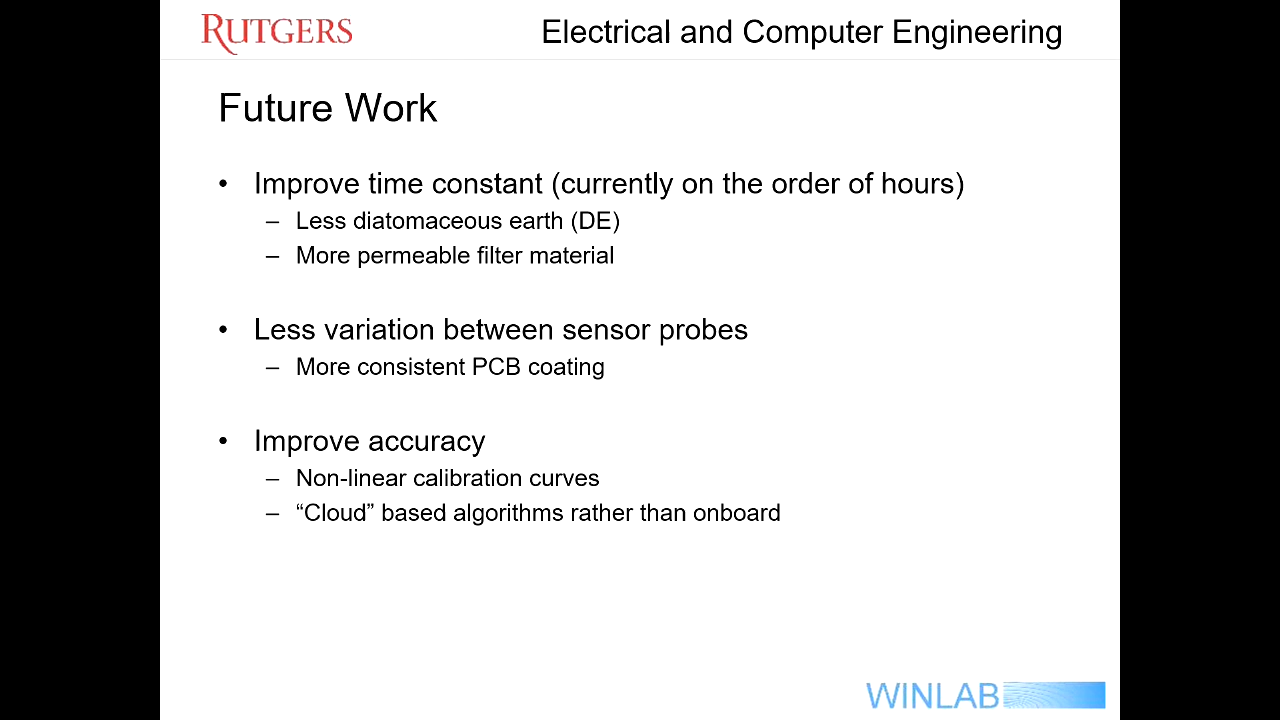 RUTGERS
Electrical and Computer Engineering
Future Work
• Improve time constant (currently on the order of hours)
– Less diatomaceous earth (DE)
– More permeable filter material
• Less variation between sensor probes
– More consistent PCB coating
• Improve accuracy
– Non-linear calibration curves
– “Cloud” based algorithms rather than onboard
WINLAB